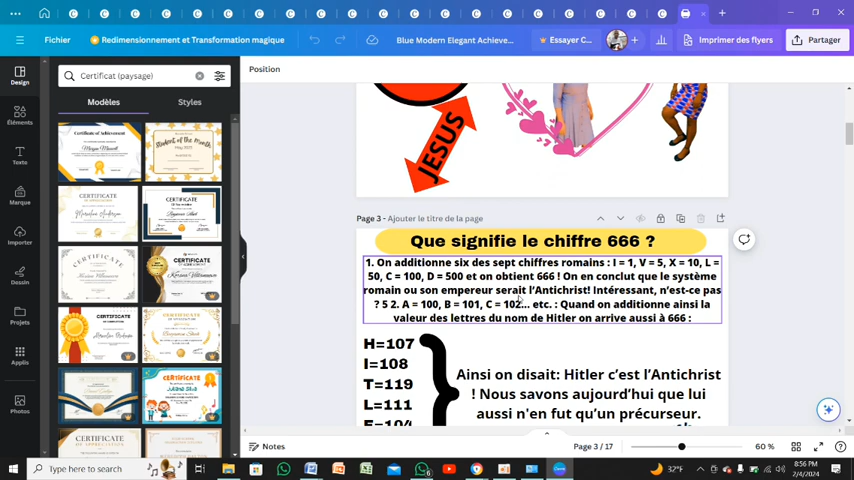 Fichier
Redimensionnement et Transformation magique
Blue Modern Elegant Achieve...
Essayer C...
Imprimer des flyers
Partager
Certificat (paysage)
Position
Modèles
Styles
Design
Éléments
Texte
Marque
Importer
Dessin
Projets
Applis
Photos
JESUS
Page 3 - Ajouter le titre de la page
Que signifie le chiffre 666 ?
1. On additionne six des sept chiffres romains : I = 1, V = 5, X = 10, L =
50, C = 100, D = 500 et on obtient 666 ! On en conclut que le système
romain ou son empereur serait l’Antichrist! Intéressant, n’est-ce pas
? 5 2. A = 100, B = 101, C = 102... etc. : Quand on additionne ainsi la
valeur des lettres du nom de Hitler on arrive aussi à 666 :
H=107
I=108
T=119
L=111
E=104
Ainsi on disait: Hitler c’est l’Antichrist
! Nous savons aujourd’hui que lui
aussi n'en fut qu’un précurseur.
Notes
Page 3 / 17
60 %
Type here to search
32°F
8:56 PM
2/4/2024